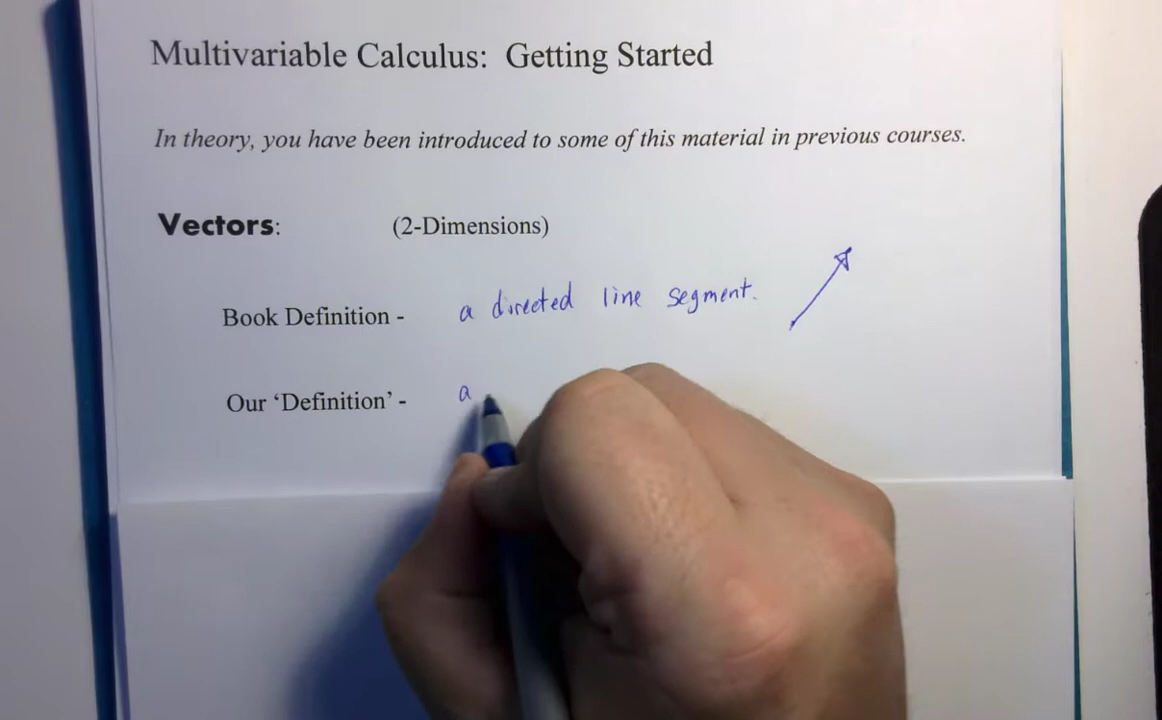 Multivariable Calculus: Getting Started
In theory, you have been introduced to some of this material in previous courses.
Vectors: (2-Dimensions)
Book Definition - a directed line segment.
Our ‘Definition’ - a